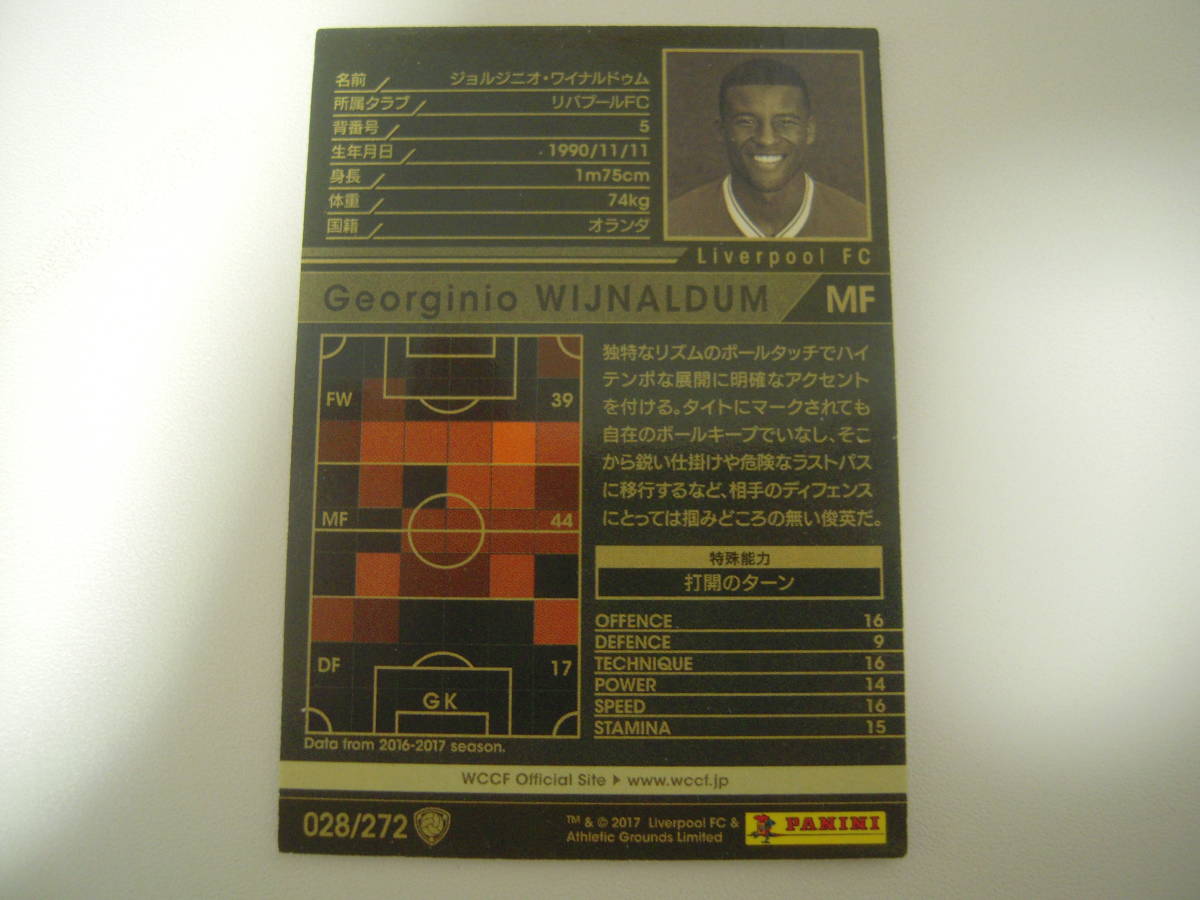 名前 ジョルジニオ・ワイナルドゥム
所属クラブ リバプールFC
背番号 5
生年月日 1990/11/11
身長 1m75cm
体重 74kg
国籍 オランダ
Liverpool FC
Georginio WIJNALDUM MF
FW 39
MF 44
DF 17
GK
Data from 2016-2017 season.
独特なリズムのボールタッチでハイ
テンポな展開に明確なアクセント
を付ける。タイトにマークされても
自在のボールキープでいなし、そこ
から鋭い仕掛けや危険なラストパス
に移行するなど、相手のディフェンス
にとっては掴みどころの無い俊英だ。
特殊能力
打開のターン
OFFENCE 16
DEFENCE 9
TECHNIQUE 16
POWER 14
SPEED 16
STAMINA 15
WCCF Official Site ▶ www.wccf.jp
028/272
TM & © 2017 Liverpool FC &
Athletic Grounds Limited
PANINI